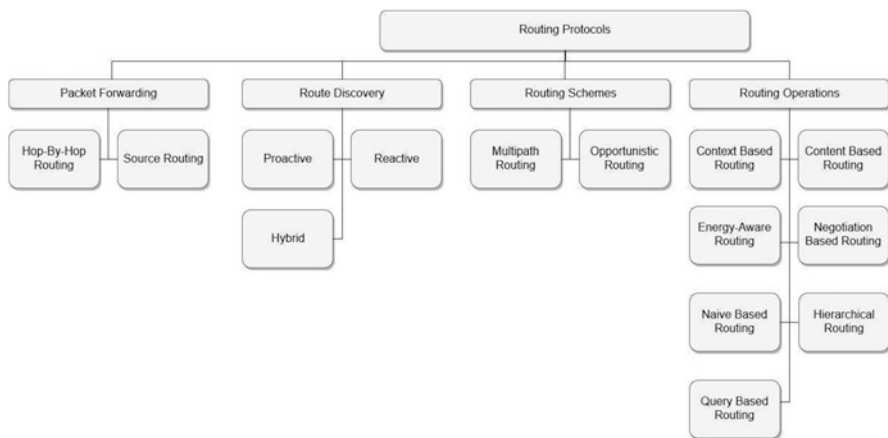 Routing Protocols
Packet Forwarding
Route Discovery
Routing Schemes
Routing Operations
Hop-By-Hop
Routing
Source Routing
Proactive
Reactive
Multipath
Routing
Opportunistic
Routing
Context Based
Routing
Content Based
Routing
Hybrid
Energy-Aware
Routing
Negotiation
Based Routing
Naive Based
Routing
Hierarchical
Routing
Query Based
Routing